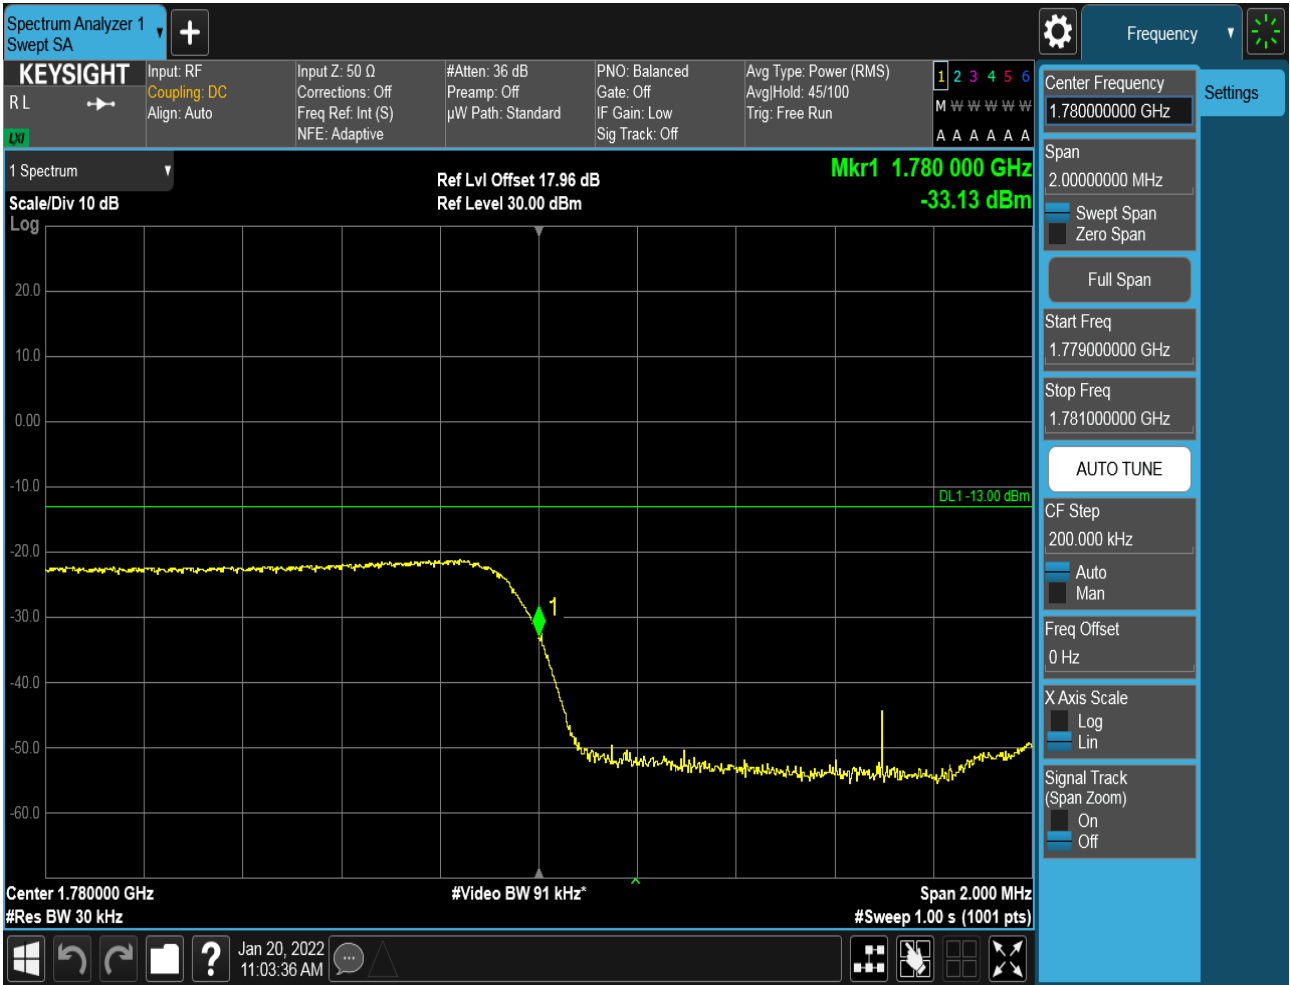 Spectrum Analyzer 1
Swept SA
Frequency
KEYSIGHT
R L
LXI
Input: RF
Coupling: DC
Align: Auto
Input Z: 50 Ω
Corrections: Off
Freq Ref: Int (S)
NFE: Adaptive
#Atten: 36 dB
Preamp: Off
µW Path: Standard
PNO: Balanced
Gate: Off
IF Gain: Low
Sig Track: Off
Avg Type: Power (RMS)
Avg|Hold: 45/100
Trig: Free Run
1 2 3 4 5 6
M W W W W W
A A A A A A
1 Spectrum
Scale/Div 10 dB
Log
Ref Lvl Offset 17.96 dB
Ref Level 30.00 dBm
Mkr1 1.780 000 GHz
-33.13 dBm
20.0
10.0
0.00
-10.0
DL1 -13.00 dBm
-20.0
1
-30.0
-40.0
-50.0
-60.0
Center 1.780000 GHz
#Video BW 91 kHz*
Span 2.000 MHz
#Res BW 30 kHz
#Sweep 1.00 s (1001 pts)
Center Frequency
1.780000000 GHz
Settings
Span
2.00000000 MHz
Swept Span
Zero Span
Full Span
Start Freq
1.779000000 GHz
Stop Freq
1.781000000 GHz
AUTO TUNE
CF Step
200.000 kHz
Auto
Man
Freq Offset
0 Hz
X Axis Scale
Log
Lin
Signal Track
(Span Zoom)
On
Off
?
Jan 20, 2022
11:03:36 AM